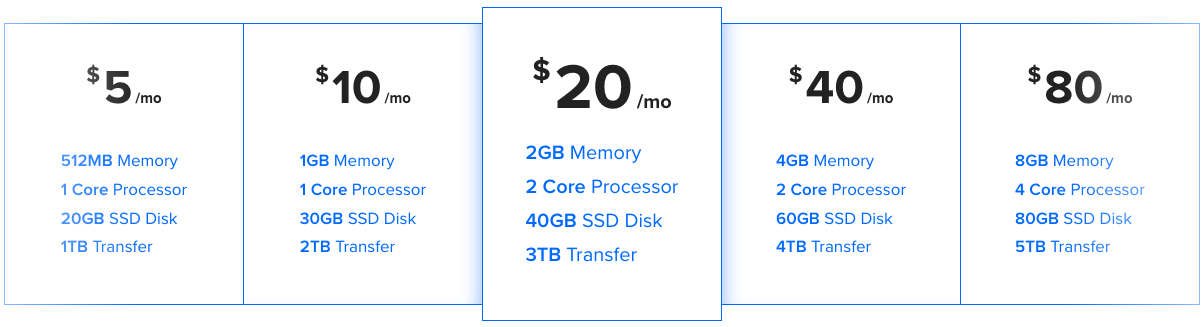 $5/mo
512MB Memory
1 Core Processor
20GB SSD Disk
1TB Transfer
$10/mo
1GB Memory
1 Core Processor
30GB SSD Disk
2TB Transfer
$20/mo
2GB Memory
2 Core Processor
40GB SSD Disk
3TB Transfer
$40/mo
4GB Memory
2 Core Processor
60GB SSD Disk
4TB Transfer
$80/mo
8GB Memory
4 Core Processor
80GB SSD Disk
5TB Transfer